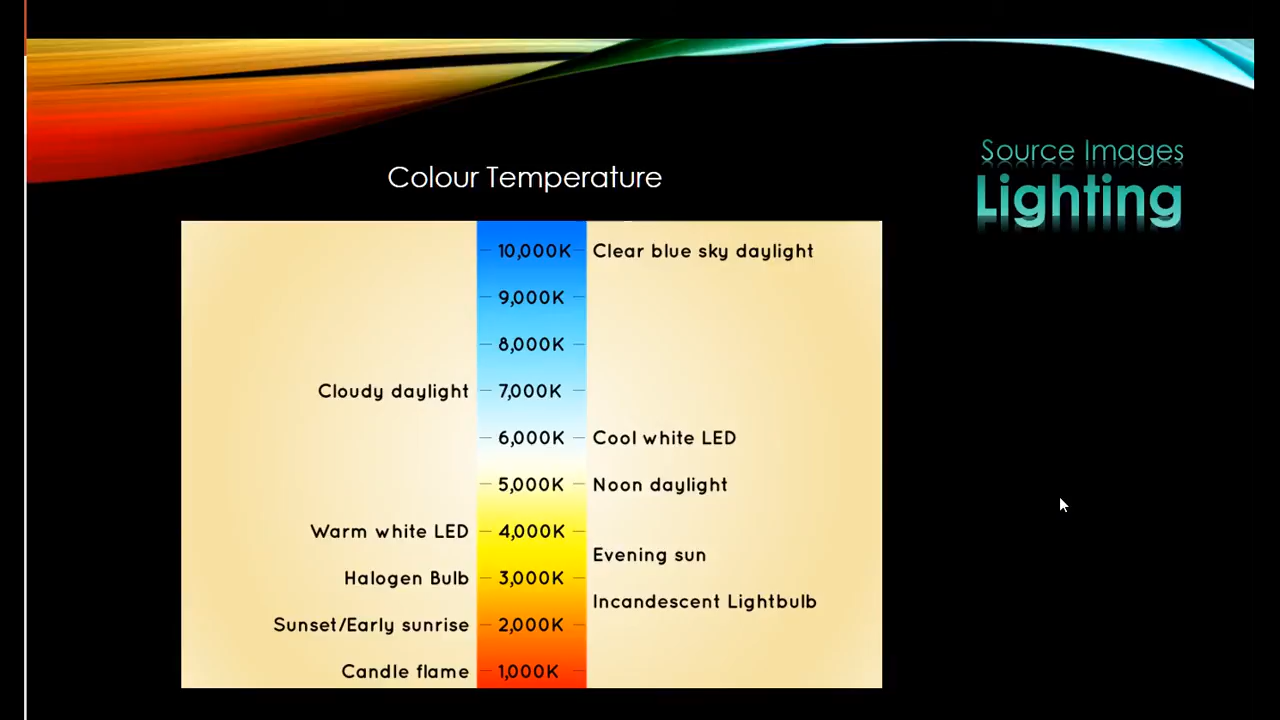 Source Images
Lighting
Colour Temperature
10,000K Clear blue sky daylight
9,000K
8,000K
Cloudy daylight 7,000K
6,000K Cool white LED
5,000K Noon daylight
Warm white LED 4,000K
Evening sun
Halogen Bulb 3,000K
Incandescent Lightbulb
Sunset/Early sunrise 2,000K
Candle flame 1,000K